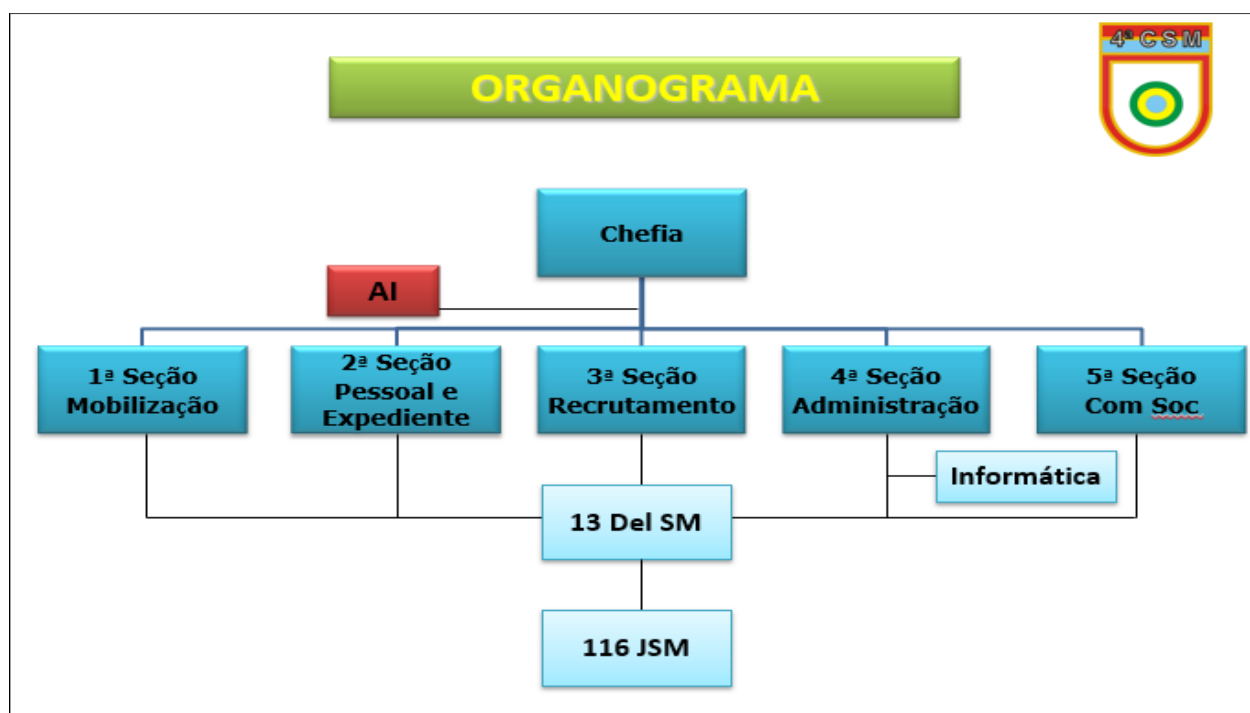 4ª C S M
ORGANOGRAMA
Chefia
AI
1ª Seção
Mobilização
2ª Seção
Pessoal e
Expediente
3ª Seção
Recrutamento
4ª Seção
Administração
5ª Seção
Com Soc
Informática
13 Del SM
116 JSM